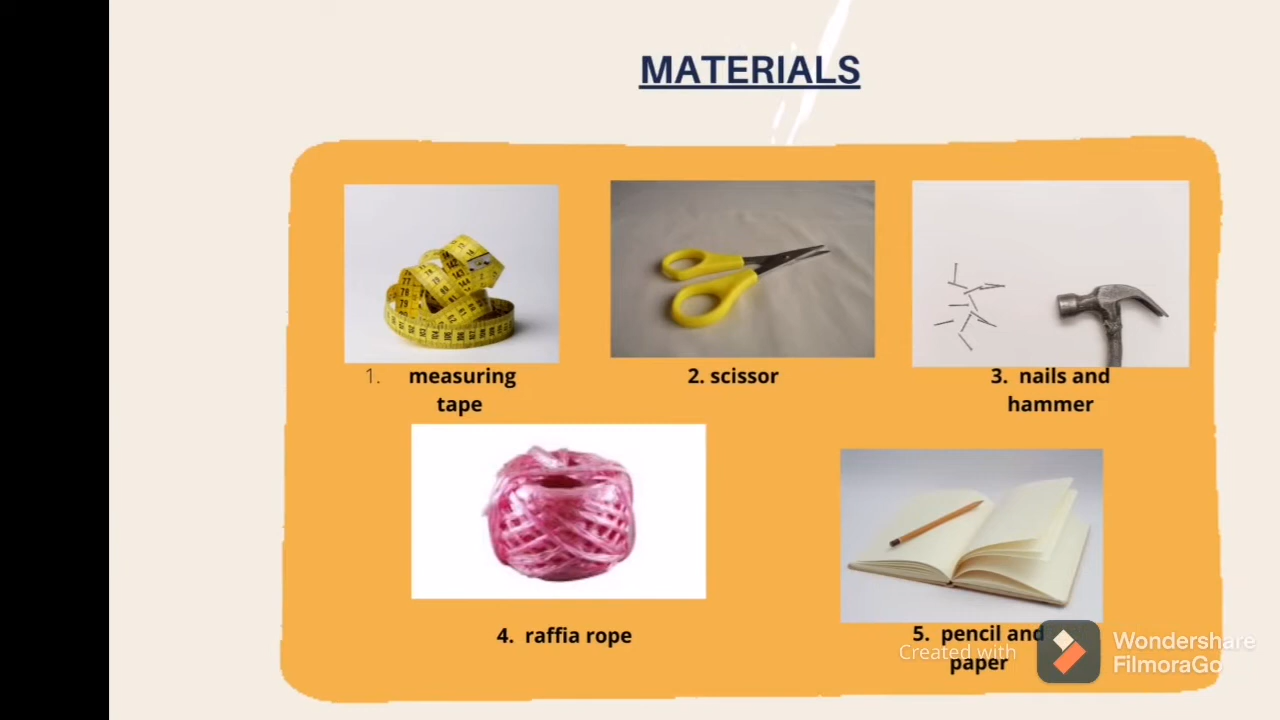 MATERIALS
1. measuring
tape
2. scissor
3. nails and
hammer
4. raffia rope
5. pencil and
paper
Created with
Wondershare
FilmoraGo